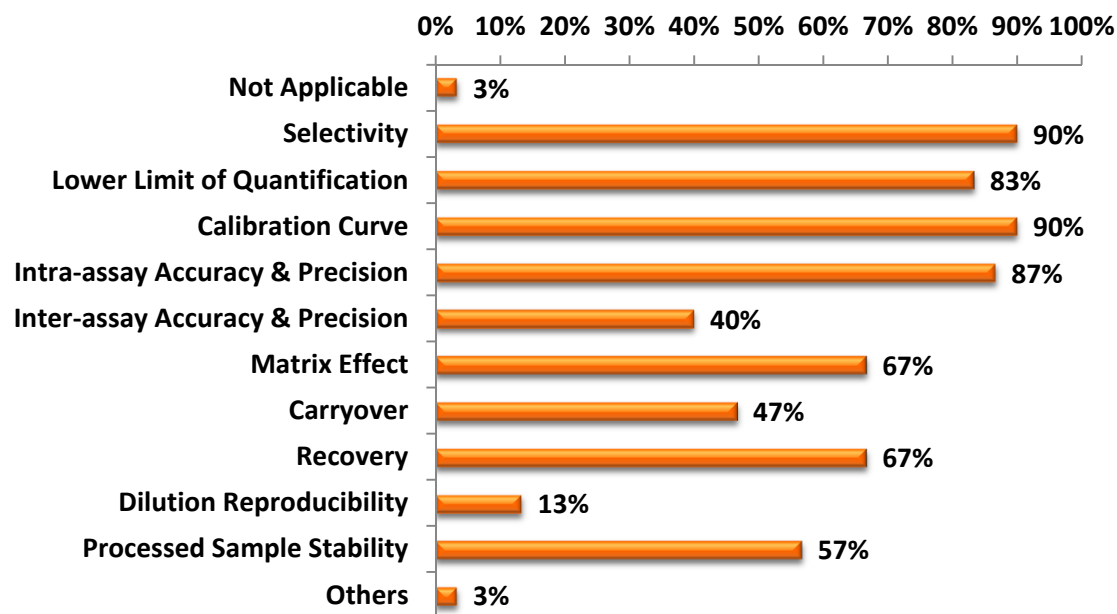 0% 10% 20% 30% 40% 50% 60% 70% 80% 90% 100%
Not Applicable 3%
Selectivity 90%
Lower Limit of Quantification 83%
Calibration Curve 90%
Intra-assay Accuracy & Precision 87%
Inter-assay Accuracy & Precision 40%
Matrix Effect 67%
Carryover 47%
Recovery 67%
Dilution Reproducibility 13%
Processed Sample Stability 57%
Others 3%